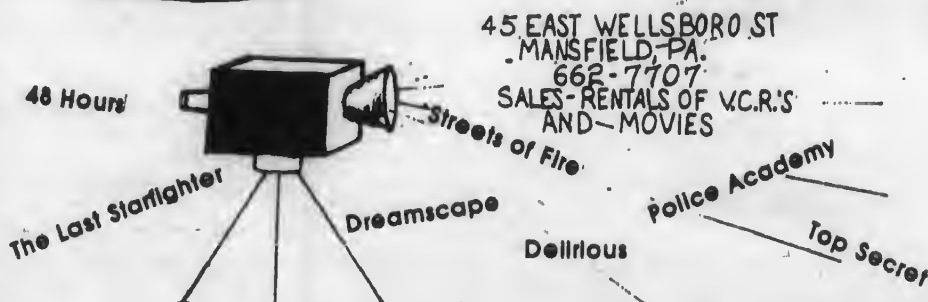 45 EAST WELLSBORO ST
MANSFIELD, PA.
662-7707
SALES-RENTALS OF V.C.R.'S
AND-MOVIES
48 Hours
Streets of Fire
The Last Starfighter
Dreamscape
Police Academy
Delirious
Top Secret